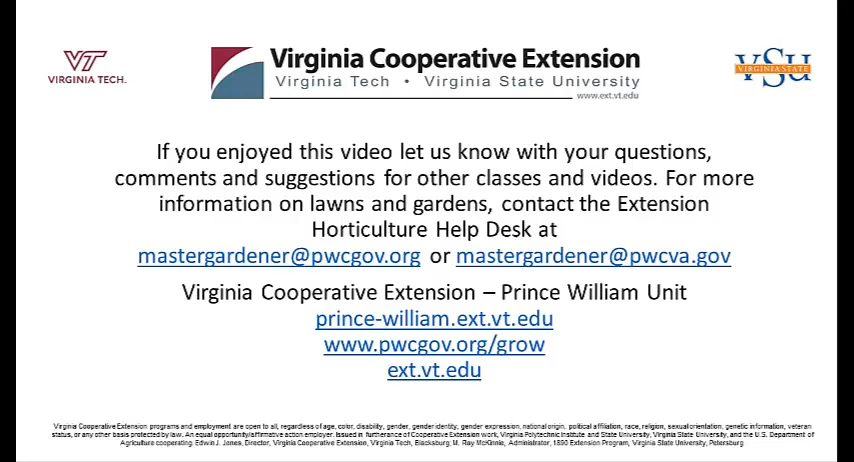 VT
VIRGINIA TECH.
Virginia Cooperative Extension
Virginia Tech • Virginia State University
www.ext.vt.edu
VSU
VIRGINIA STATE
If you enjoyed this video let us know with your questions,
comments and suggestions for other classes and videos. For more
information on lawns and gardens, contact the Extension
Horticulture Help Desk at
mastergardener@pwcgov.org or mastergardener@pwcva.gov
Virginia Cooperative Extension – Prince William Unit
prince-william.ext.vt.edu
www.pwcgov.org/grow
ext.vt.edu
Virginia Cooperative Extension programs and employment are open to all, regardless of age, color, disability, gender, gender identity, gender expression, national origin, political affiliation, race, religion, sexual orientation, genetic information, veteran
status, or any other basis protected by law. An equal opportunity/affirmative action employer. Issued in furtherance of Cooperative Extension work, Virginia Polytechnic Institute and State University, Virginia State University, and the U.S. Department of
Agriculture cooperating. Edwin J. Jones, Director, Virginia Cooperative Extension, Virginia Tech, Blacksburg; M. Ray McKinnie, Administrator, 1890 Extension Program, Virginia State University, Petersburg